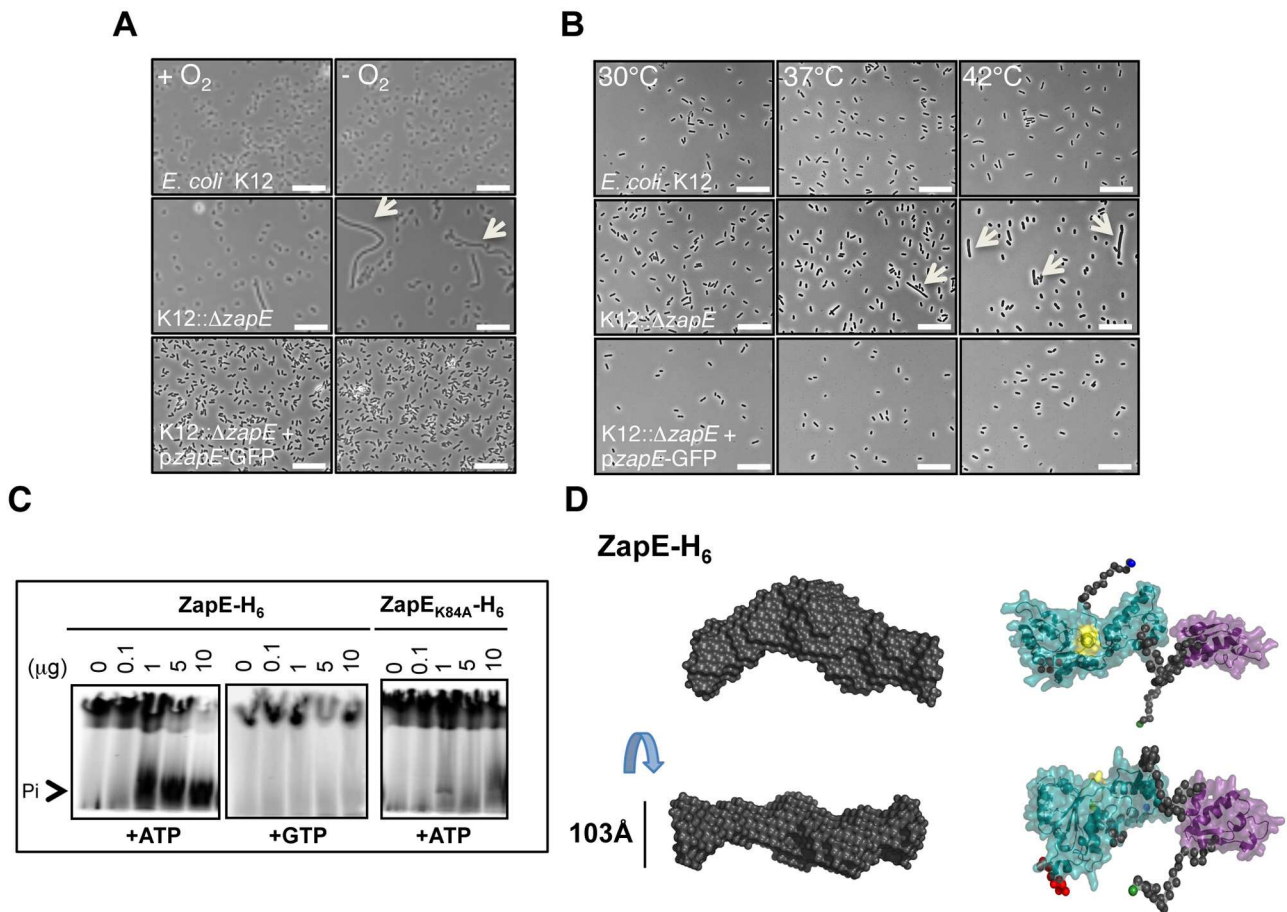 A
+ O₂
- O₂
E. coli K12
K12::ΔzapE
K12::ΔzapE +
pzapE-GFP
B
30°C
37°C
42°C
E. coli K12
K12::ΔzapE
K12::ΔzapE +
pzapE-GFP
C
ZapE-H₆
ZapE_K84A-H₆
(μg)
0 0.1 1 5 10
0 0.1 1 5 10
0 0.1 1 5 10
Pi
+ATP
+GTP
+ATP
D
ZapE-H₆
103Å